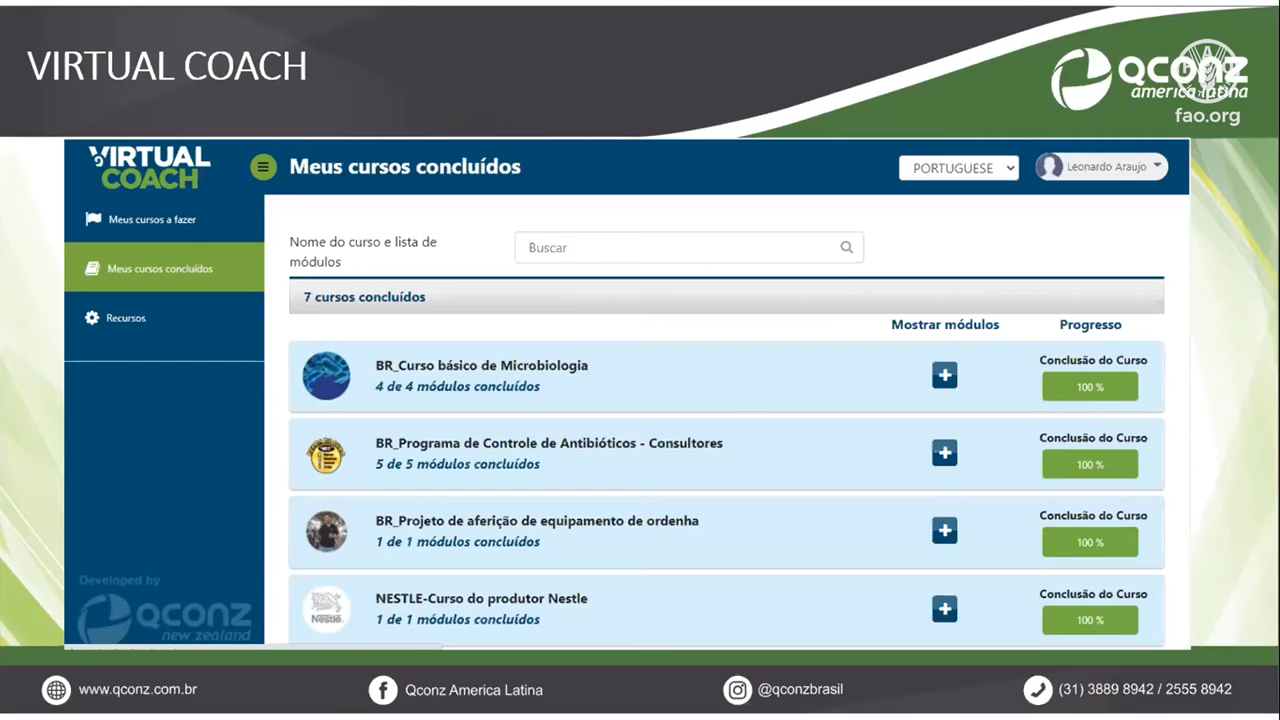 VIRTUAL COACH
QCONZ
america latina
fao.org
VIRTUAL
COACH
Meus cursos concluídos
PORTUGUESE
Leonardo Araujo
Meus cursos a fazer
Meus cursos concluídos
Recursos
Nome do curso e lista de
módulos
Buscar
7 cursos concluídos
Mostrar módulos
Progresso
BR_Curso básico de Microbiologia
4 de 4 módulos concluídos
Conclusão do Curso
100 %
BR_Programa de Controle de Antibióticos - Consultores
5 de 5 módulos concluídos
Conclusão do Curso
100 %
BR_Projeto de aferição de equipamento de ordenha
1 de 1 módulos concluídos
Conclusão do Curso
100 %
Nestlé
NESTLE-Curso do produtor Nestle
1 de 1 módulos concluídos
Conclusão do Curso
100 %
Developed by
QCONZ
new zealand
www.qconz.com.br
Qconz America Latina
@qconzbrasil
(31) 3889 8942 / 2555 8942